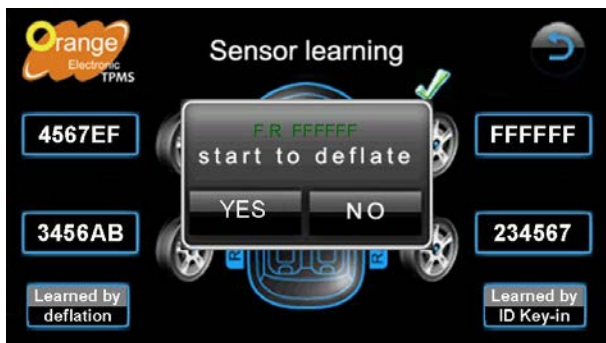 Orange
Electronic
TPMS
Sensor learning
4567EF
F.R FFFFFF
start to deflate
FFFFFF
YES
NO
3456AB
R
R
234567
Learned by
deflation
Learned by
ID Key-in